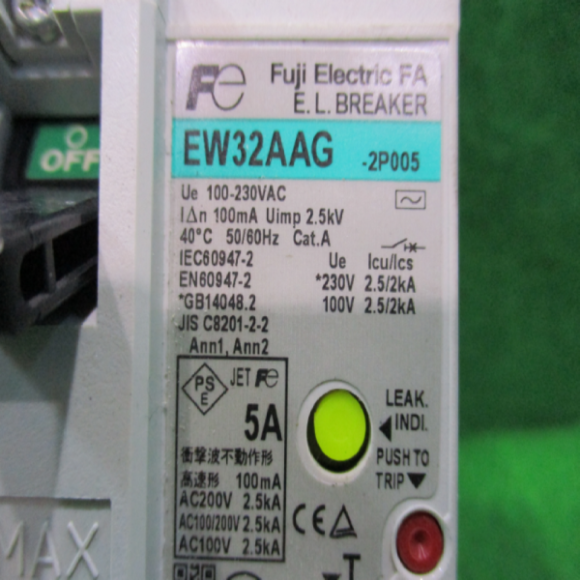 Fe Fuji Electric FA
E.L.BREAKER
OFF
EW32AAG -2P005
Ue 100-230VAC
IΔn 100mA Uimp 2.5kV
40°C 50/60Hz Cat.A
IEC60947-2 Ue Icu/Ics
EN60947-2 *230V 2.5/2kA
*GB14048.2 100V 2.5/2kA
JIS C8201-2-2
Ann1, Ann2
PS E JET Fe
5A
LEAK.
INDI.
衝撃波不動作形
高速形 100mA
PUSH TO
TRIP▼
AC200V 2.5kA
AC100/200V 2.5kA
AC100V 2.5kA
CE
MAX
T